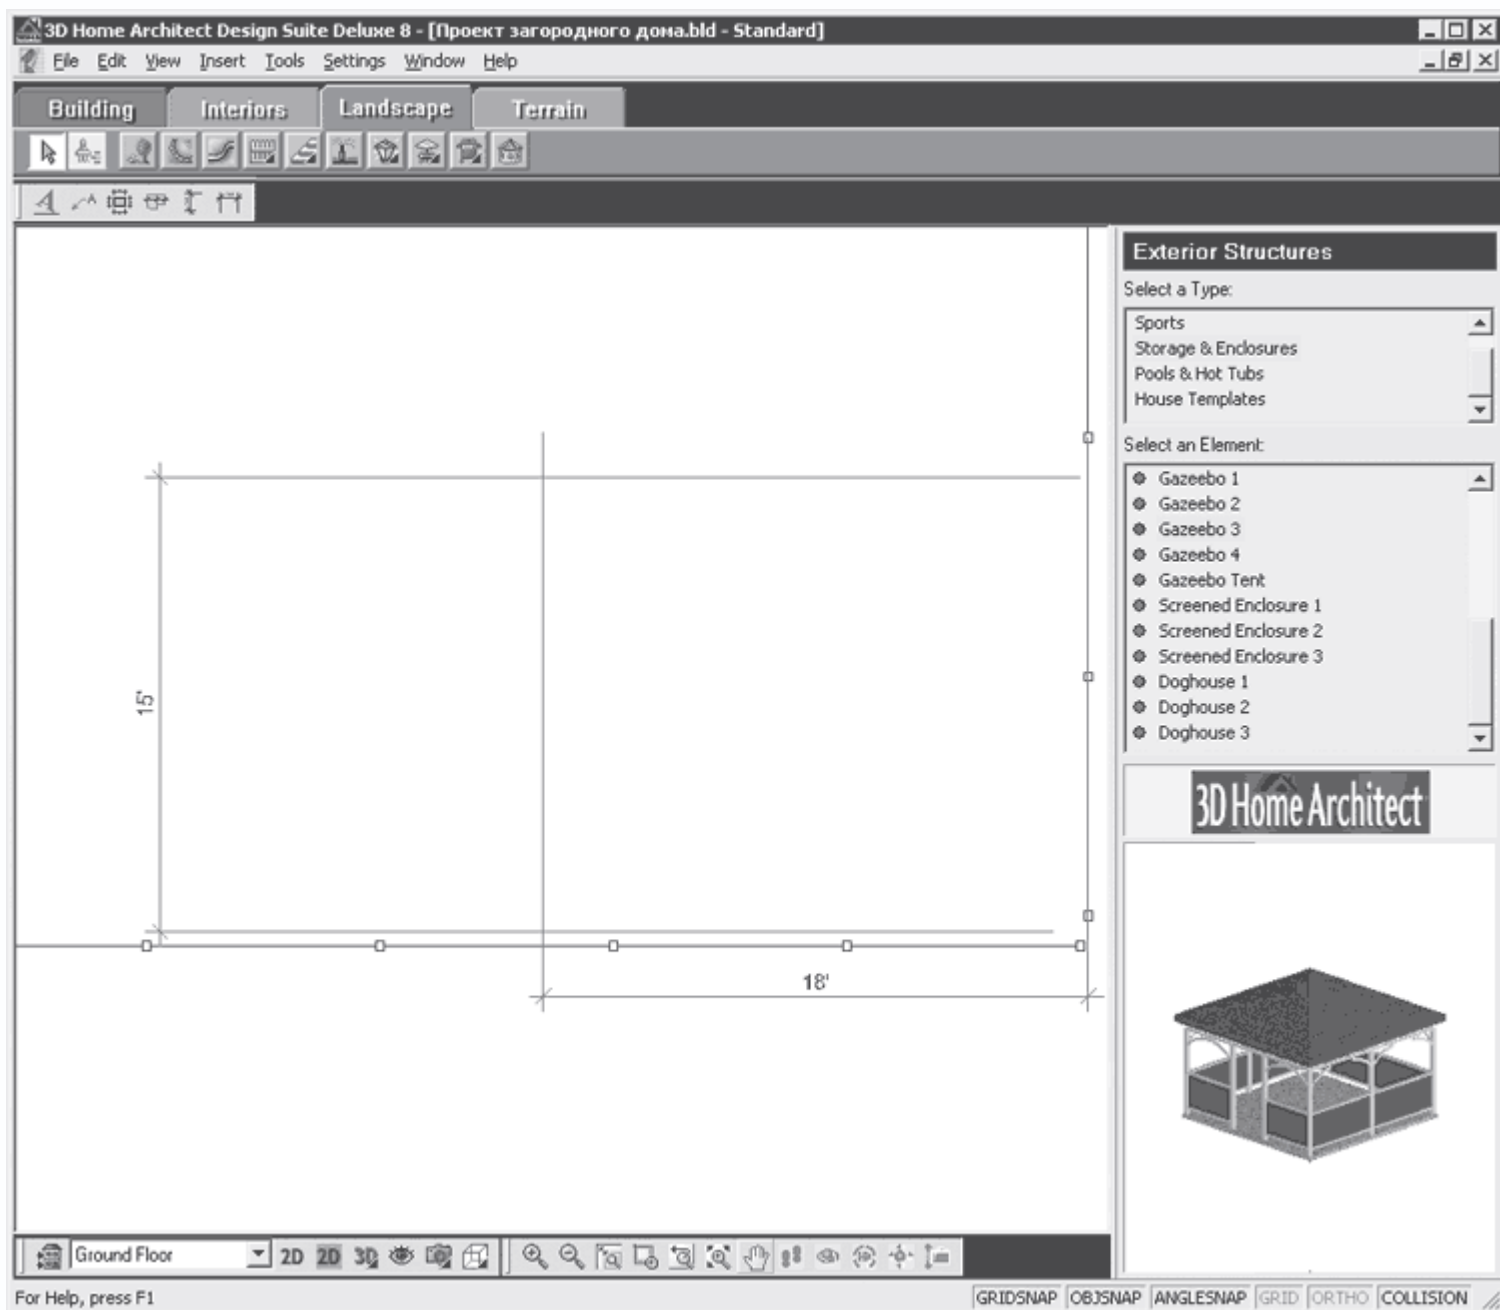 3D Home Architect Design Suite Deluxe 8 - [Проект загородного дома.bld - Standard]
File Edit View Insert Tools Settings Window Help
Building Interiors Landscape Terrain
Exterior Structures
Select a Type:
Sports
Storage & Enclosures
Pools & Hot Tubs
House Templates
Select an Element:
Gazeebo 1
Gazeebo 2
Gazeebo 3
Gazeebo 4
Gazeebo Tent
Screened Enclosure 1
Screened Enclosure 2
Screened Enclosure 3
Doghouse 1
Doghouse 2
Doghouse 3
3D Home Architect
15'
18'
Ground Floor 2D 2D 3D
For Help, press F1 GRIDSNAP OBJSNAP ANGLESNAP GRID ORTHO COLLISION